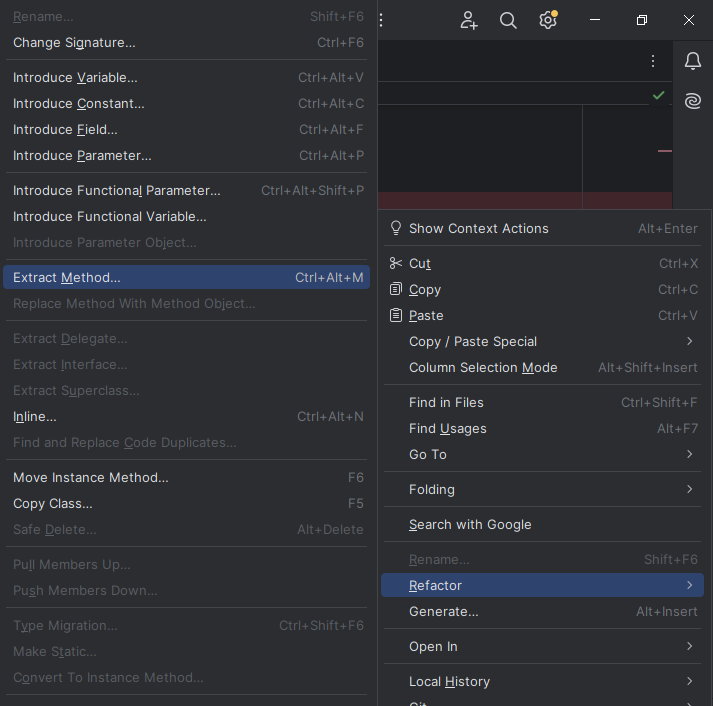 Rename... Shift+F6
Change Signature... Ctrl+F6
Introduce Variable... Ctrl+Alt+V
Introduce Constant... Ctrl+Alt+C
Introduce Field... Ctrl+Alt+F
Introduce Parameter... Ctrl+Alt+P
Introduce Functional Parameter... Ctrl+Alt+Shift+P
Introduce Functional Variable...
Introduce Parameter Object...
Extract Method... Ctrl+Alt+M
Replace Method With Method Object...
Extract Delegate...
Extract Interface...
Extract Superclass...
Inline... Ctrl+Alt+N
Find and Replace Code Duplicates...
Move Instance Method... F6
Copy Class... F5
Safe Delete... Alt+Delete
Pull Members Up...
Push Members Down...
Type Migration... Ctrl+Shift+F6
Make Static...
Convert To Instance Method...
Show Context Actions Alt+Enter
Cut Ctrl+X
Copy Ctrl+C
Paste Ctrl+V
Copy / Paste Special
Column Selection Mode Alt+Shift+Insert
Find in Files Ctrl+Shift+F
Find Usages Alt+F7
Go To
Folding
Search with Google
Rename... Shift+F6
Refactor
Generate... Alt+Insert
Open In
Local History
Git